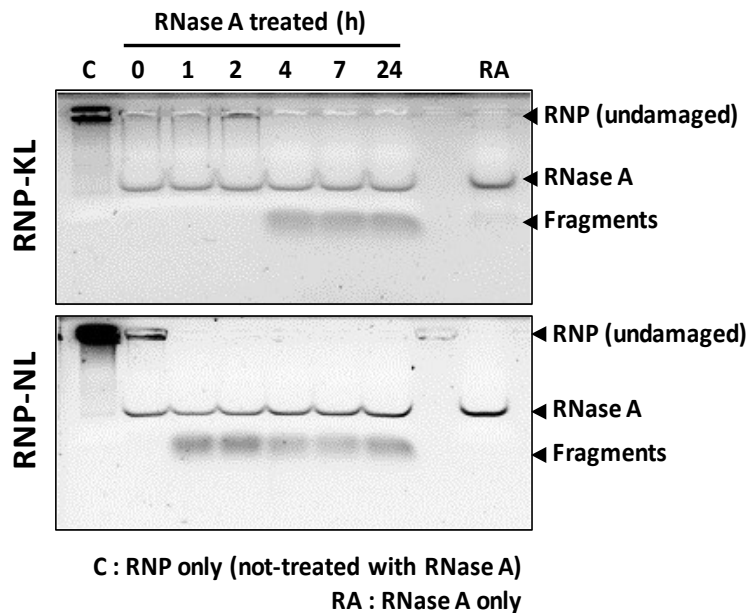 RNase A treated (h)
C 0 1 2 4 7 24 RA
RNP-KL
RNP (undamaged)
RNase A
Fragments
RNP-NL
RNP (undamaged)
RNase A
Fragments
C : RNP only (not-treated with RNase A)
RA : RNase A only